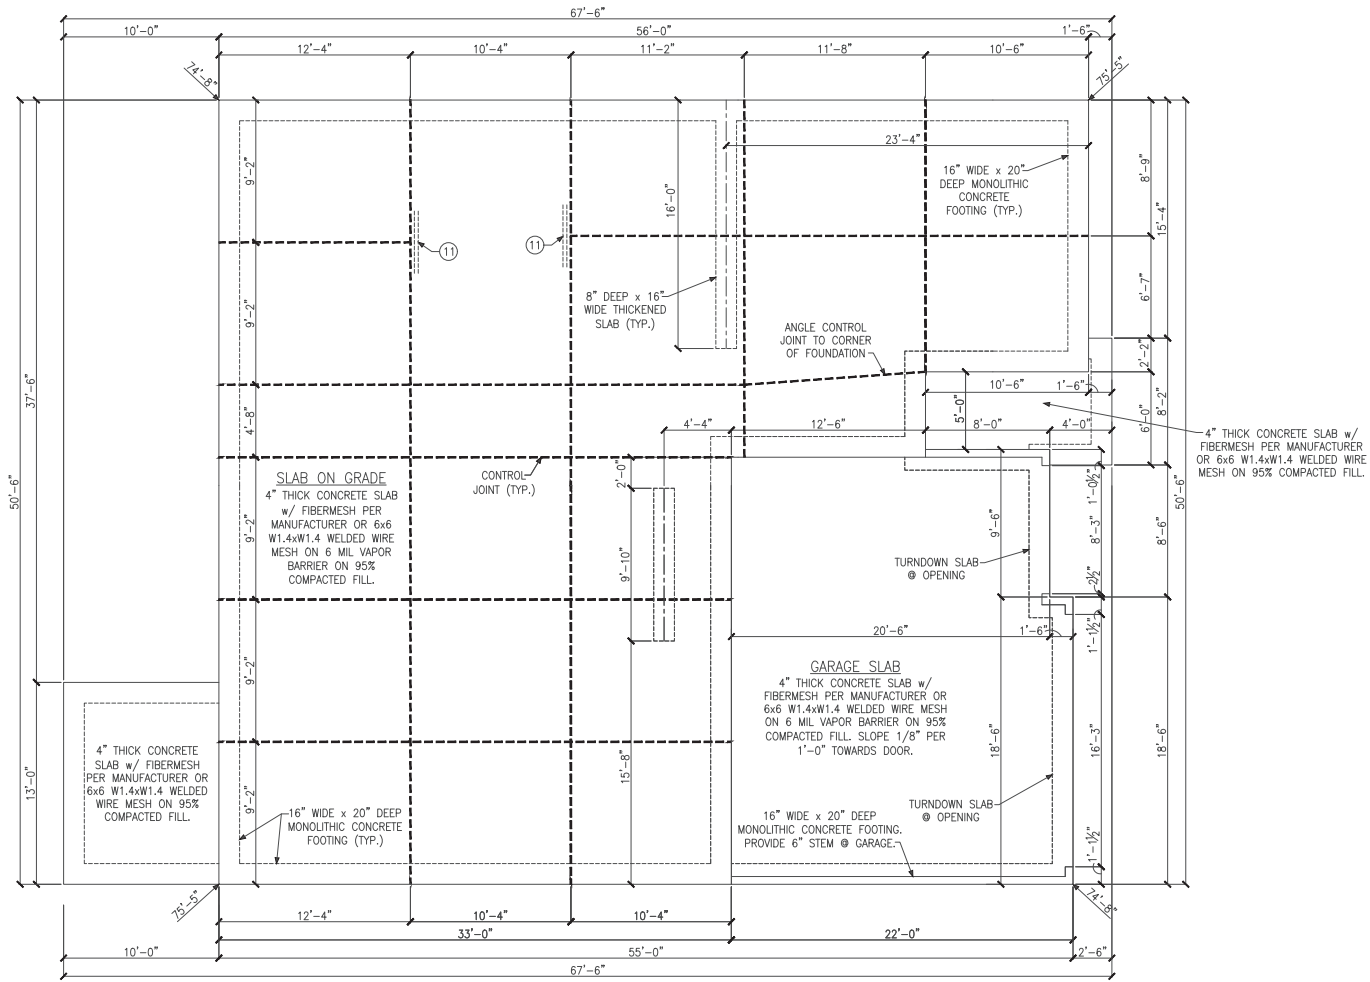 67'-6"
10'-0"
56'-0"
1'-6"
12'-4"
10'-4"
11'-2"
11'-8"
10'-6"
74'-8"
75'-5"
23'-4"
9'-2"
16'-0"
8'-9"
15'-4"
16" WIDE x 20"
DEEP MONOLITHIC
CONCRETE
FOOTING (TYP.)
11
11
8" DEEP x 16"
WIDE THICKENED
SLAB (TYP.)
9'-2"
6'-7"
ANGLE CONTROL
JOINT TO CORNER
OF FOUNDATION
2'-2"
37'-6"
10'-6"
1'-6"
5'-0"
8'-2"
6'-0"
4'-8"
4'-4"
12'-6"
8'-0"
4'-0"
4" THICK CONCRETE SLAB w/
FIBERMESH PER MANUFACTURER
OR 6x6 W1.4xW1.4 WELDED WIRE
MESH ON 95% COMPACTED FILL.
SLAB ON GRADE
4" THICK CONCRETE SLAB
w/ FIBERMESH PER
MANUFACTURER OR 6x6
W1.4xW1.4 WELDED WIRE
MESH ON 6 MIL VAPOR
BARRIER ON 95%
COMPACTED FILL.
CONTROL
JOINT (TYP.)
2'-0"
1'-0½"
50'-6"
50'-6"
9'-2"
9'-10"
9'-6"
8'-3"
8'-6"
TURNDOWN SLAB
@ OPENING
2½"
20'-6"
1'-6"
1'-1½"
GARAGE SLAB
4" THICK CONCRETE SLAB w/
FIBERMESH PER MANUFACTURER OR
6x6 W1.4xW1.4 WELDED WIRE MESH
ON 6 MIL VAPOR BARRIER ON 95%
COMPACTED FILL. SLOPE 1/8" PER
1'-0" TOWARDS DOOR.
9'-2"
18'-6"
16'-3"
18'-6"
4" THICK CONCRETE
SLAB w/ FIBERMESH
PER MANUFACTURER OR
6x6 W1.4xW1.4 WELDED
WIRE MESH ON 95%
COMPACTED FILL.
13'-0"
15'-8"
9'-2"
16" WIDE x 20" DEEP
MONOLITHIC CONCRETE
FOOTING (TYP.)
TURNDOWN SLAB
@ OPENING
16" WIDE x 20" DEEP
MONOLITHIC CONCRETE FOOTING.
PROVIDE 6" STEM @ GARAGE.
1'-1½"
75'-5"
74'-8"
12'-4"
10'-4"
10'-4"
33'-0"
22'-0"
10'-0"
55'-0"
2'-6"
67'-6"